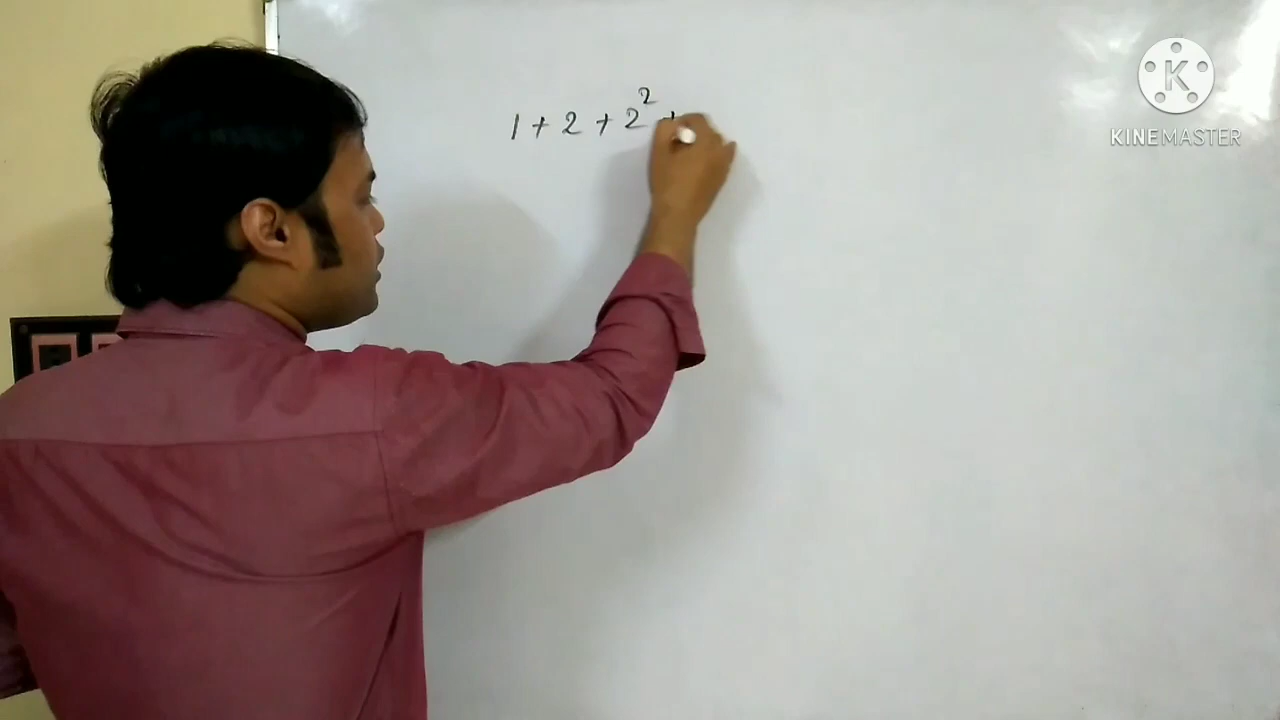 1 + 2 + 2² +
K
KINEMASTER